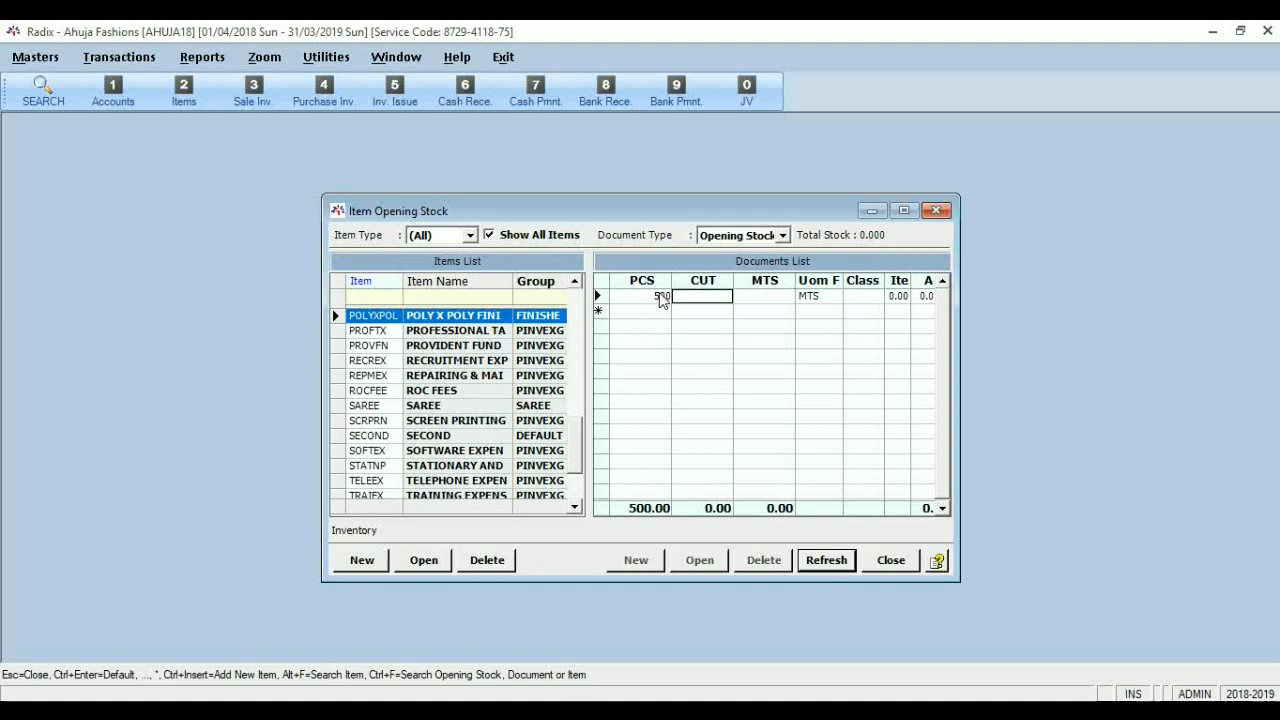 Radix - Ahuja Fashions [AHUJA18] [01/04/2018 Sun - 31/03/2019 Sun] [Service Code: 8729-4118-75]
Masters Transactions Reports Zoom Utilities Window Help Exit
1 2 3 4 5 6 7 8 9 0
SEARCH Accounts Items Sale Inv. Purchase Inv. Inv. Issue Cash Rece. Cash Pmnt. Bank Rece. Bank Pmnt. JV
Item Opening Stock
Item Type : (All) Show All Items Document Type : Opening Stock Total Stock : 0.000
Items List Documents List
Item Item Name Group PCS CUT MTS Uom F Class Ite A
MTS 0.00 0.0
POLYXPOL POLY X POLY FINI FINISHE
PROFTX PROFESSIONAL TA PINVEXG
PROVFN PROVIDENT FUND PINVEXG
RECREX RECRUITMENT EXP PINVEXG
REPMEX REPAIRING & MAI PINVEXG
ROCFEE ROC FEES PINVEXG
SAREE SAREE SAREE
SCRPRN SCREEN PRINTING PINVEXG
SECOND SECOND DEFAULT
SOFTEX SOFTWARE EXPEN PINVEXG
STATNP STATIONARY AND PINVEXG
TELEEX TELEPHONE EXPEN PINVEXG
TRAIEX TRAINING EXPENS PINVEXG
500.00 0.00 0.00 0.
Inventory
New Open Delete New Open Delete Refresh Close
Esc=Close, Ctrl+Enter=Default, ..., *, Ctrl+Insert=Add New Item, Alt+F=Search Item, Ctrl+F=Search Opening Stock, Document or Item
INS ADMIN 2018-2019